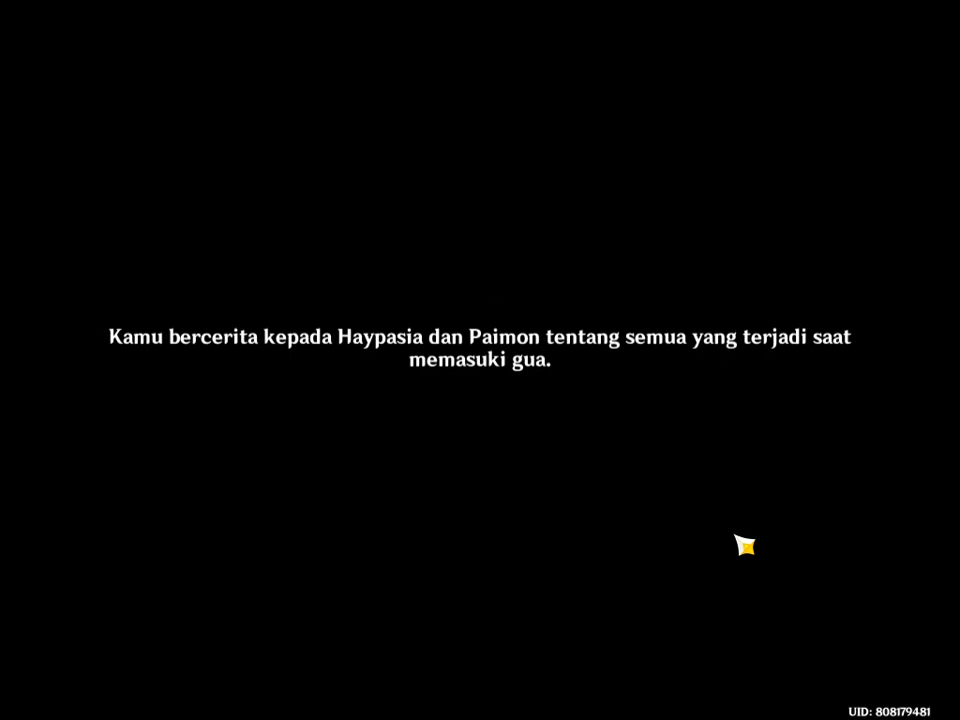 Kamu bercerita kepada Haypasia dan Paimon tentang semua yang terjadi saat
memasuki gua.
UID: 808179481